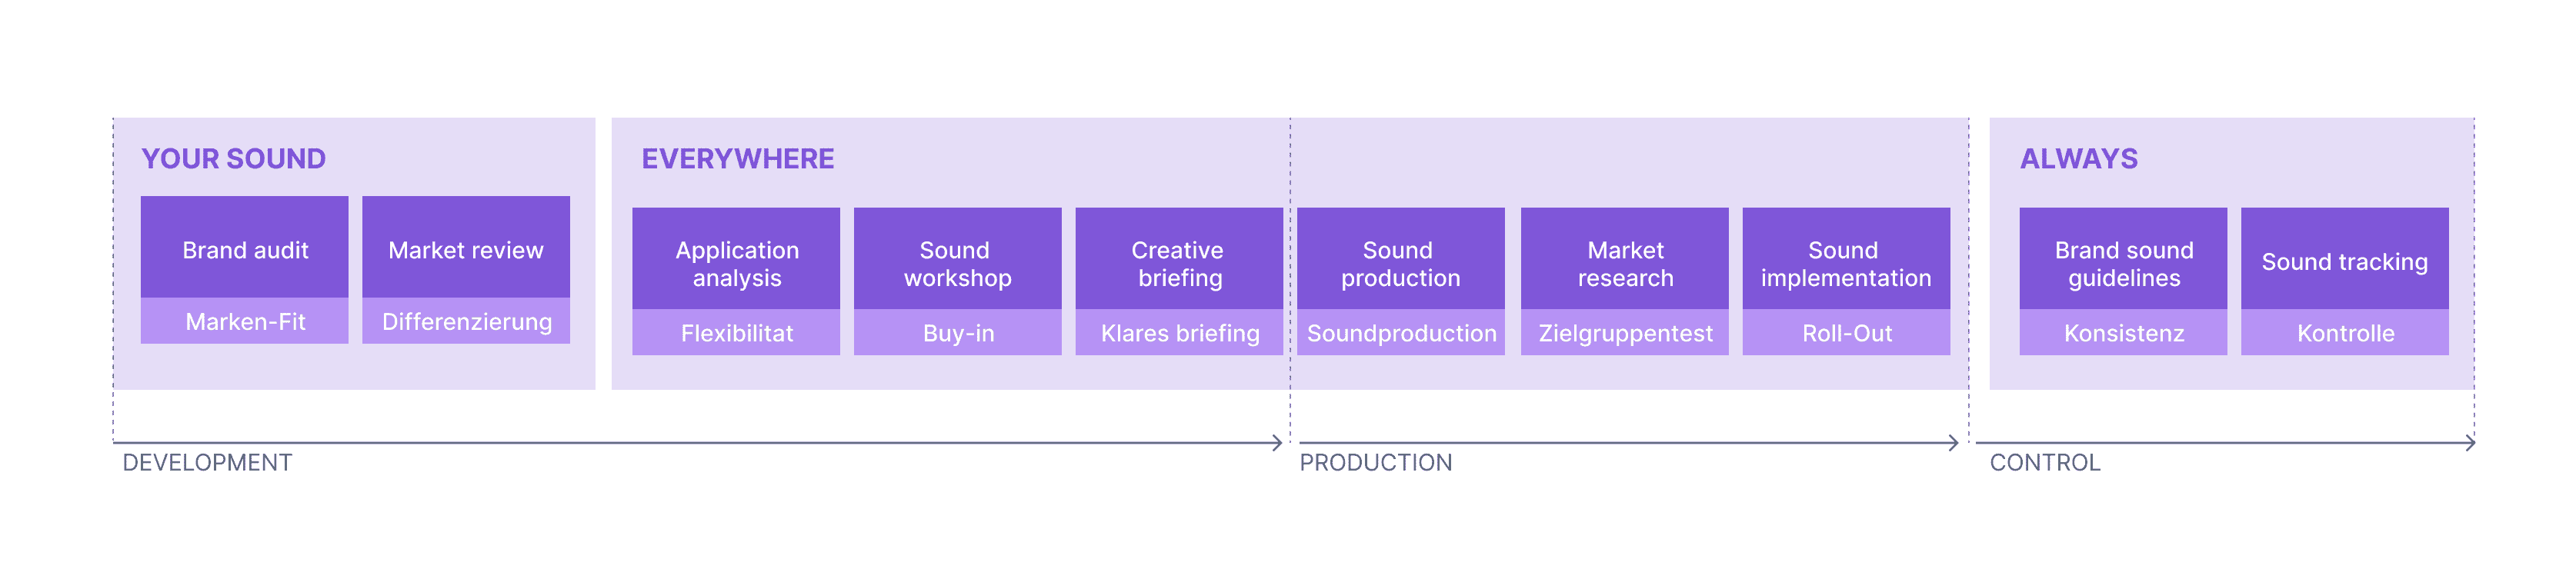 YOUR SOUND
Brand audit
Marken-Fit
Market review
Differenzierung
EVERYWHERE
Application
analysis
Flexibilitat
Sound
workshop
Buy-in
Creative
briefing
Klares briefing
Sound
production
Soundproduction
Market
research
Zielgruppentest
Sound
implementation
Roll-Out
ALWAYS
Brand sound
guidelines
Konsistenz
Sound tracking
Kontrolle
DEVELOPMENT
PRODUCTION
CONTROL